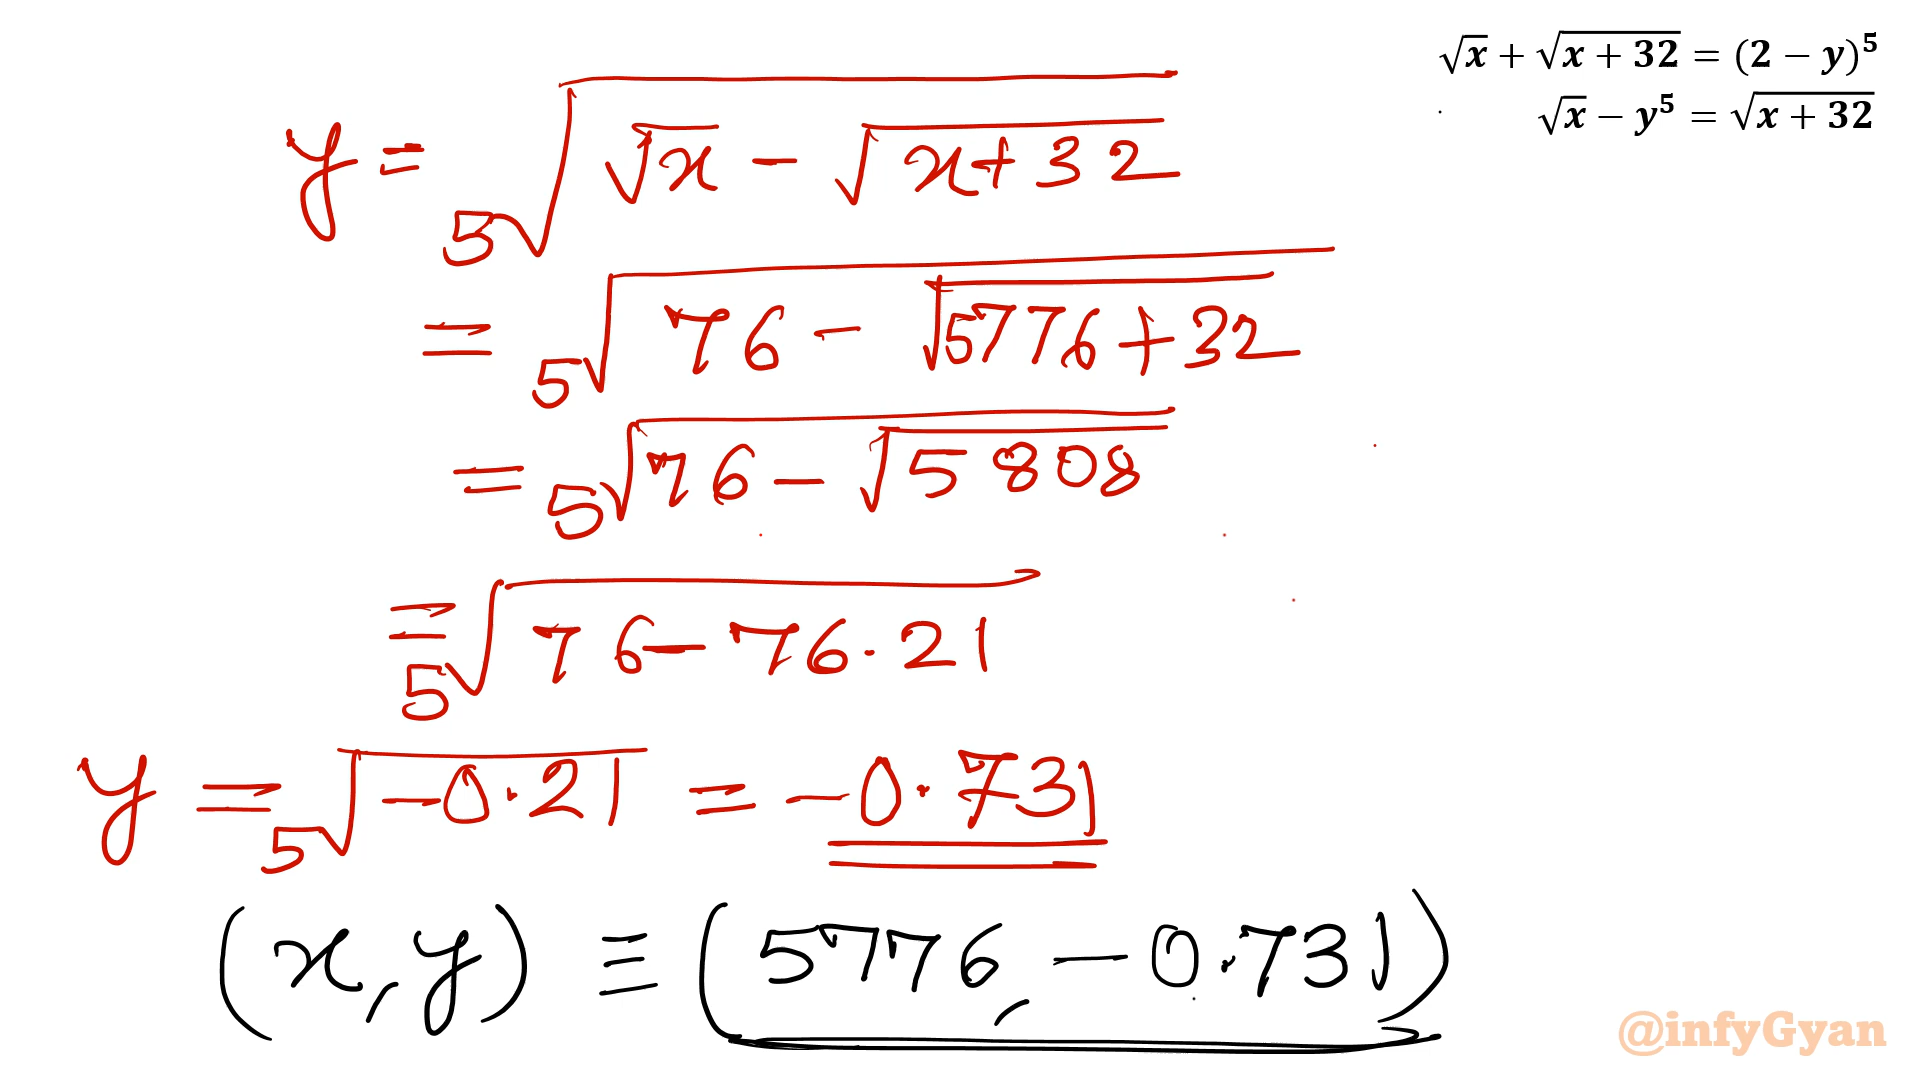 √x + √(x + 32) = (2 − y)⁵
√x − y⁵ = √(x + 32)
y = ⁵√(√x − √(x+32))
= ⁵√(76 − √(5776+32))
= ⁵√(76 − √5808)
= ⁵√(76 − 76.21)
y = ⁵√(−0.21) = −0.731
(x, y) ≡ (5776, −0.731)
@infyGyan